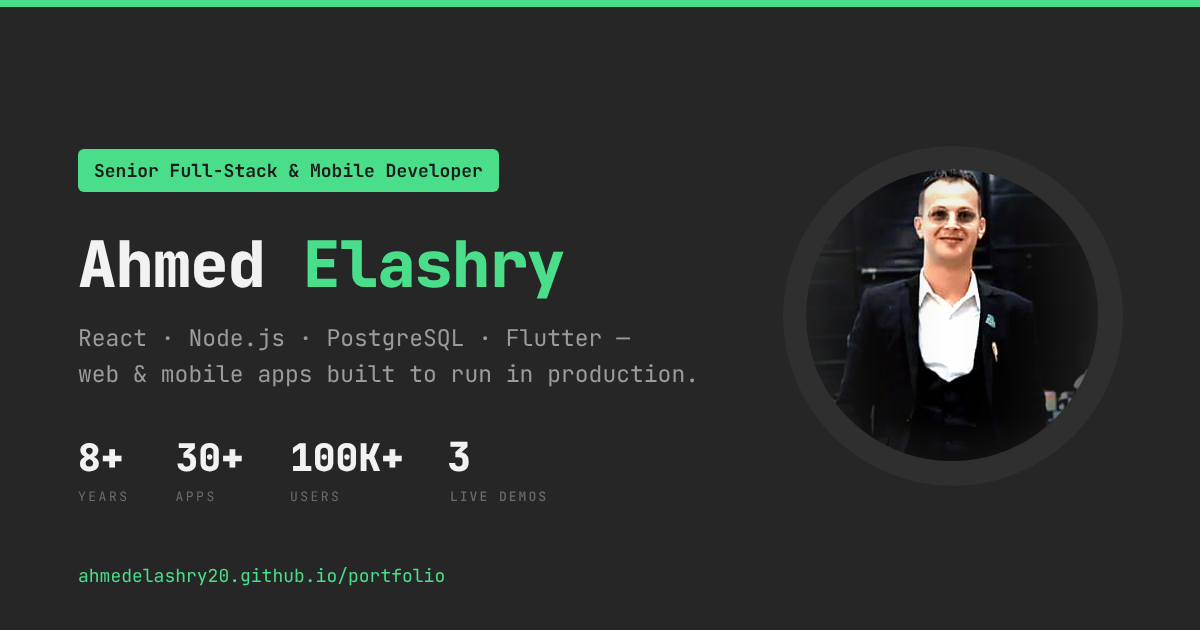 Senior Full-Stack & Mobile Developer
Ahmed Elashry
React · Node.js · PostgreSQL · Flutter —
web & mobile apps built to run in production.
8+ 30+ 100K+ 3
YEARS APPS USERS LIVE DEMOS
ahmedelashry20.github.io/portfolio